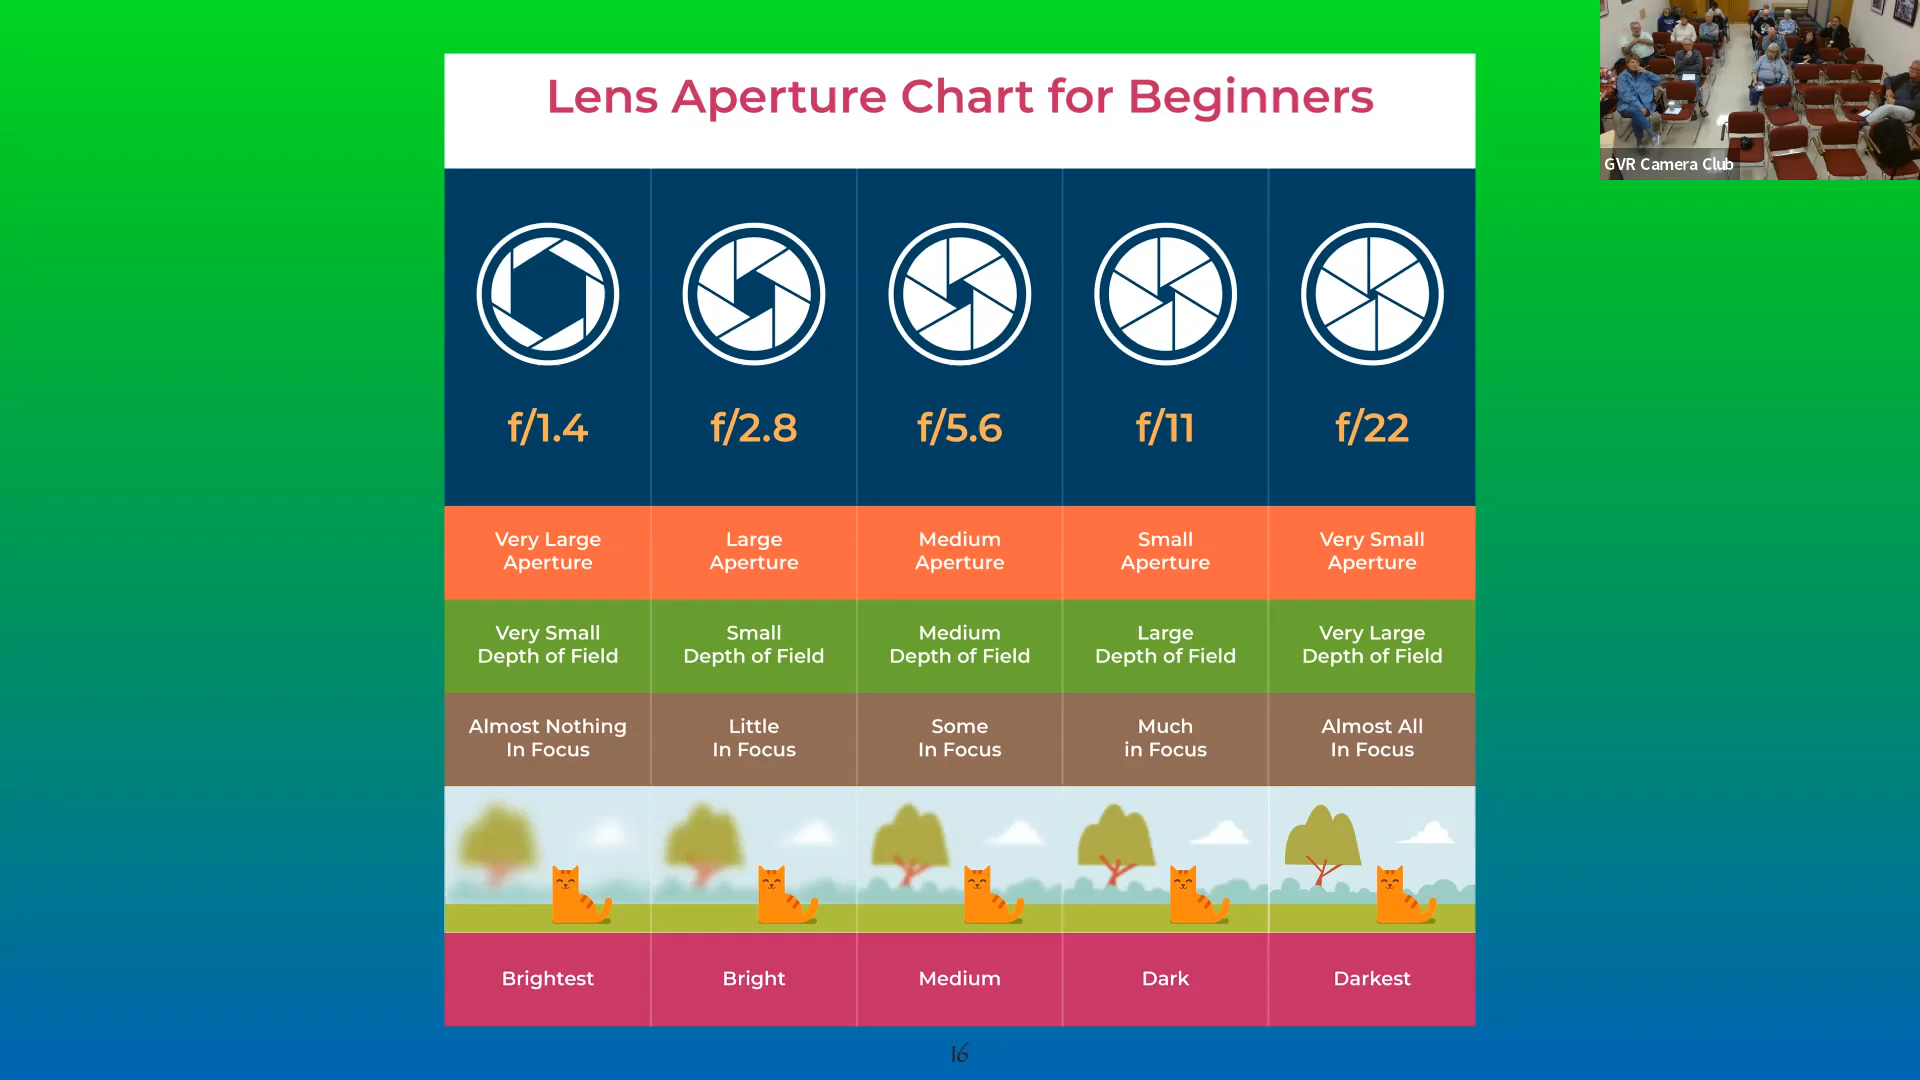 Lens Aperture Chart for Beginners
GVR Camera Club
f/1.4
f/2.8
f/5.6
f/11
f/22
Very Large
Aperture
Large
Aperture
Medium
Aperture
Small
Aperture
Very Small
Aperture
Very Small
Depth of Field
Small
Depth of Field
Medium
Depth of Field
Large
Depth of Field
Very Large
Depth of Field
Almost Nothing
In Focus
Little
In Focus
Some
In Focus
Much
in Focus
Almost All
In Focus
Brightest
Bright
Medium
Dark
Darkest
16